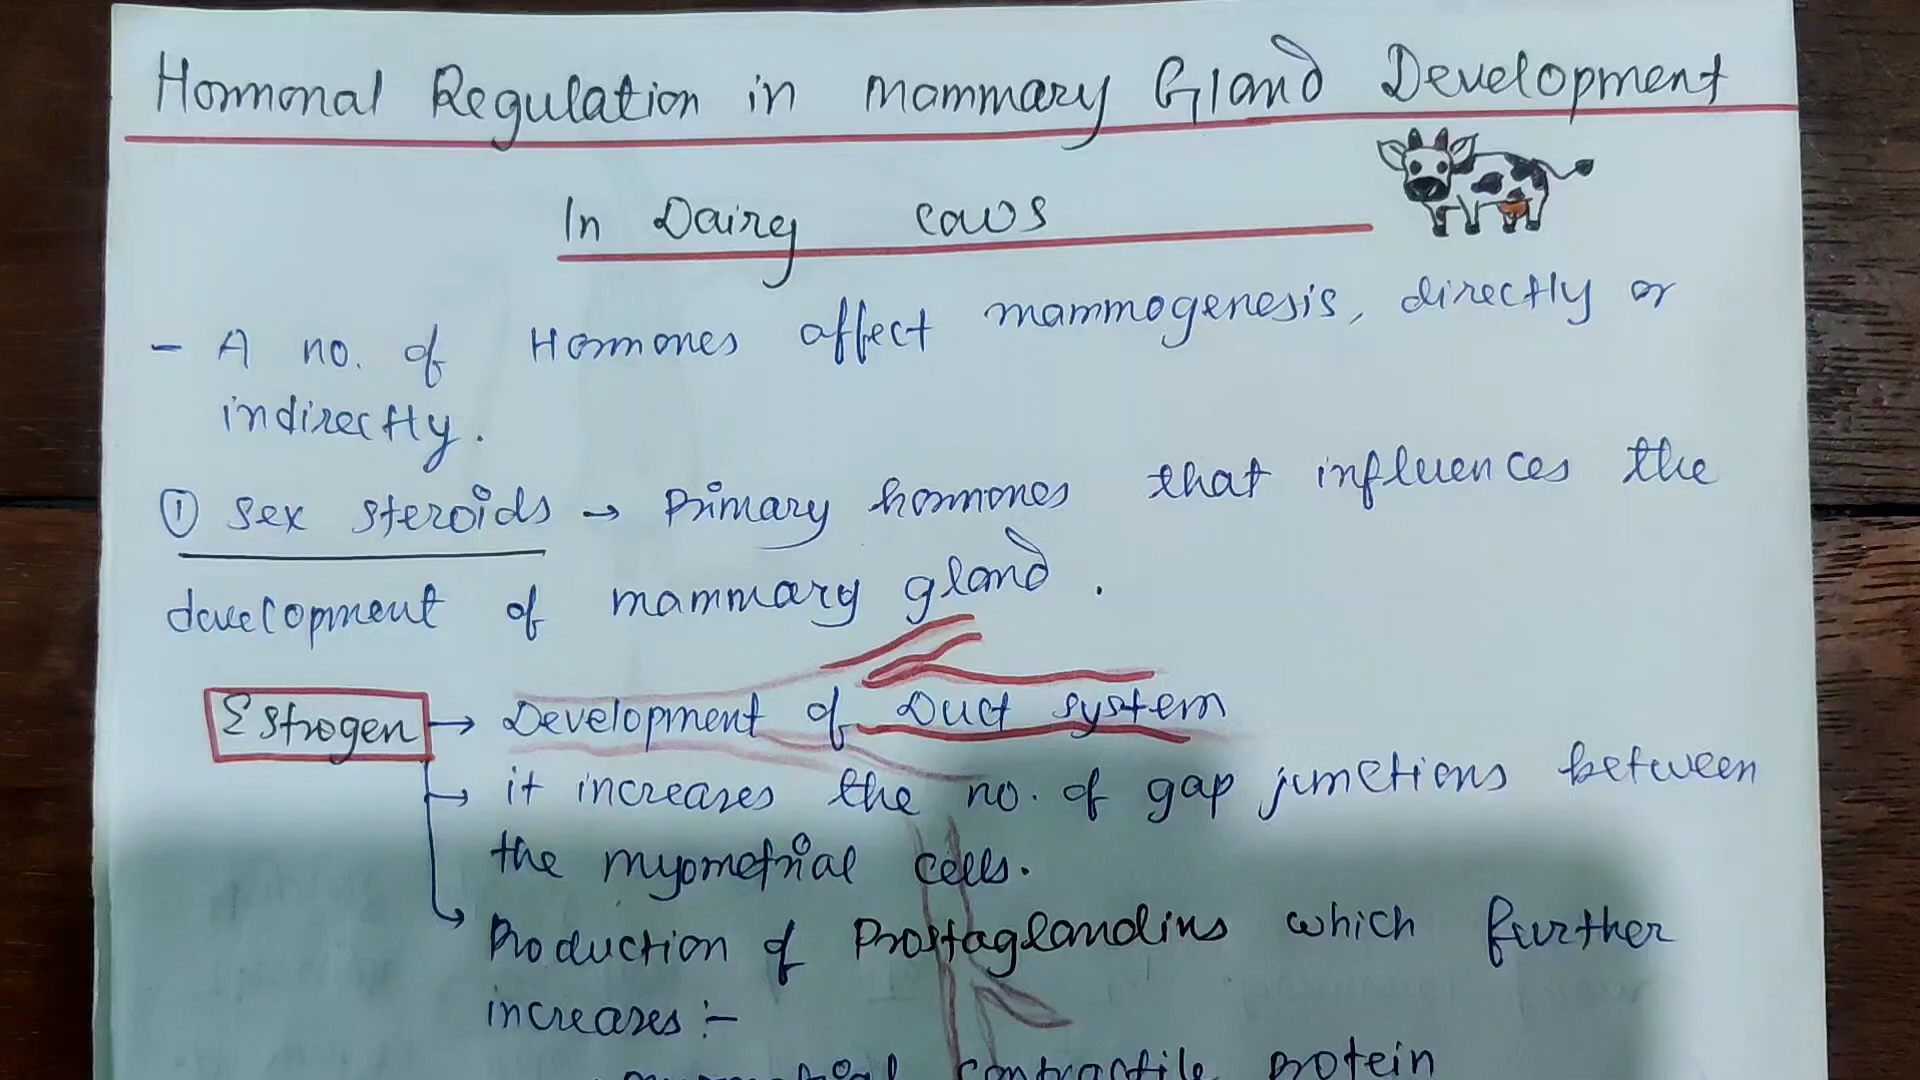 Hormonal Regulation in mammary Gland Development
In Dairy cows
- A no. of Hormones affect mammogenesis, directly or
indirectly.
① sex steroids → Primary hormones that influences the
development of mammary gland.
Estrogen → Development of Duct system
→ it increases the no. of gap junctions between
the myometrial cells.
Production of Prostaglandins which further
increases :-
contractile protein